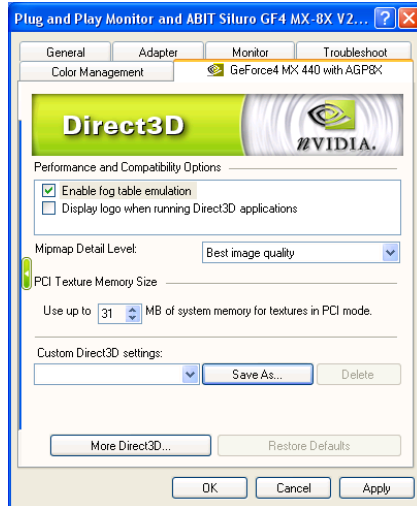 Plug and Play Monitor and ABIT Siluro GF4 MX-8X V2...
General Adapter Monitor Troubleshoot
Color Management GeForce4 MX 440 with AGP8X
Direct3D
nVIDIA.
Performance and Compatibility Options
Enable fog table emulation
Display logo when running Direct3D applications
Mipmap Detail Level: Best image quality
PCI Texture Memory Size
Use up to 31 MB of system memory for textures in PCI mode.
Custom Direct3D settings:
Save As... Delete
More Direct3D... Restore Defaults
OK Cancel Apply